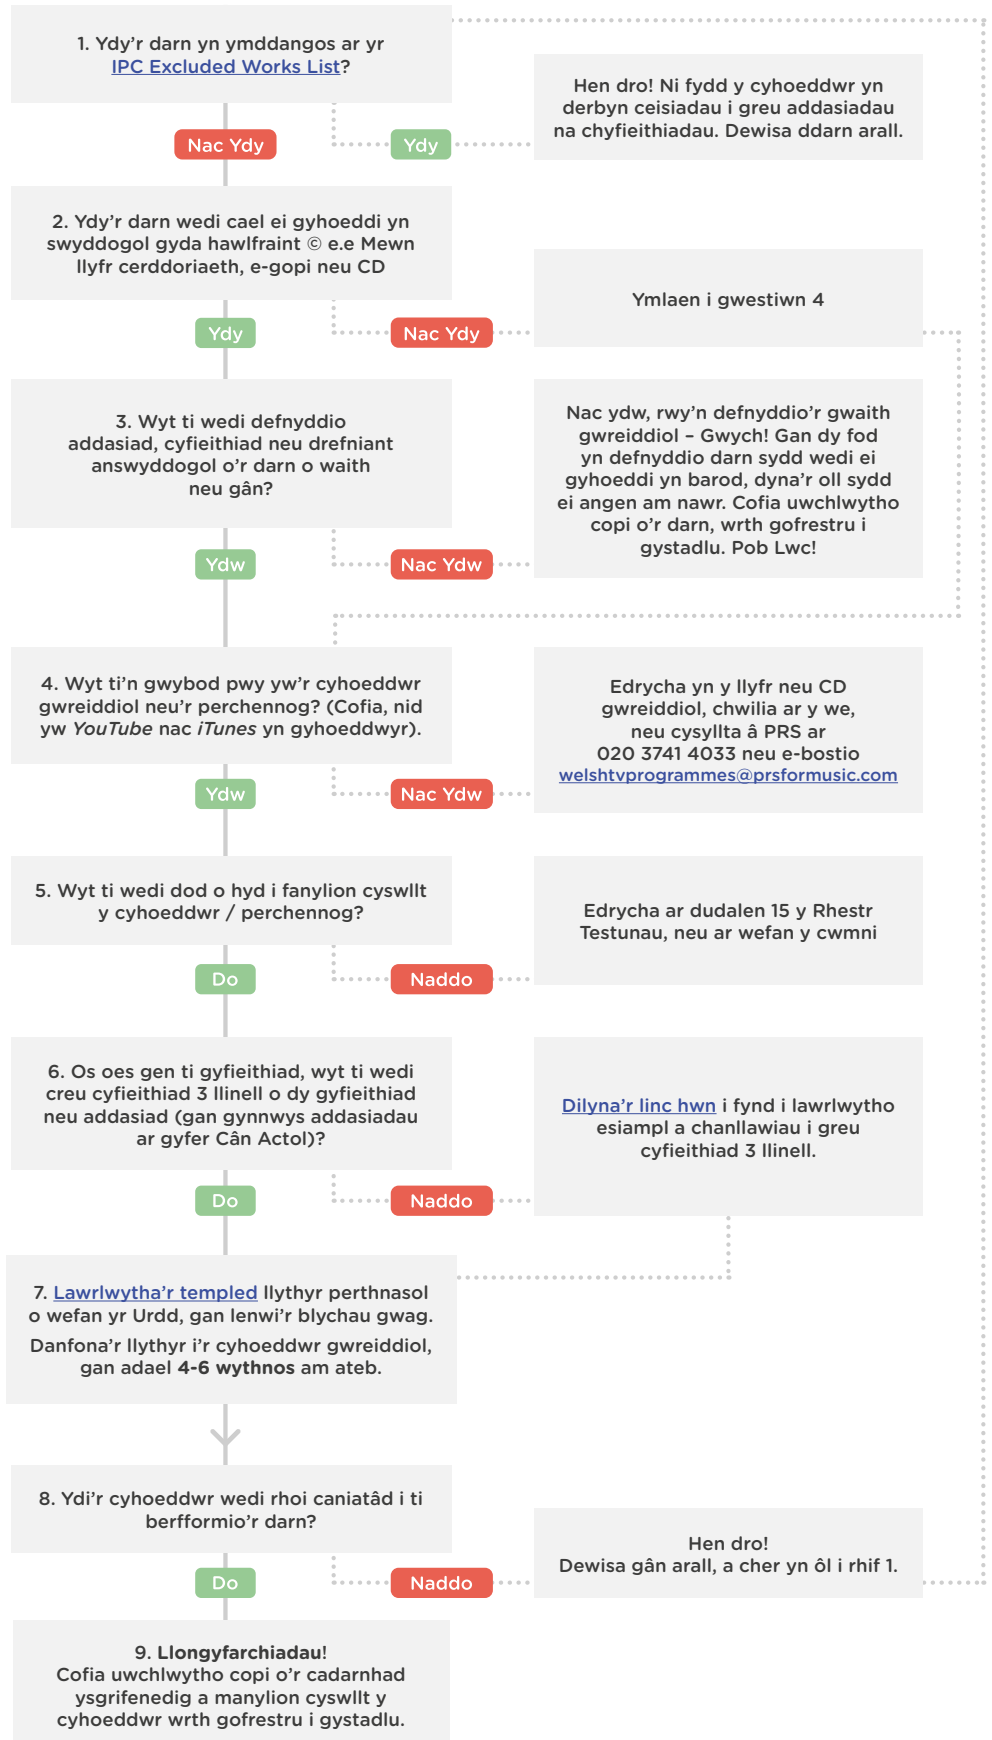 1. Ydy'r darn yn ymddangos ar yr
IPC Excluded Works List?
Hen dro! Ni fydd y cyhoeddwr yn
derbyn ceisiadau i greu addasiadau
na chyfieithiadau. Dewisa ddarn arall.
Nac Ydy
Ydy
2. Ydy'r darn wedi cael ei gyhoeddi yn
swyddogol gyda hawlfraint © e.e Mewn
llyfr cerddoriaeth, e-gopi neu CD
Ymlaen i gwestiwn 4
Ydy
Nac Ydy
3. Wyt ti wedi defnyddio
addasiad, cyfieithiad neu drefniant
answyddogol o'r darn o waith
neu gân?
Nac ydw, rwy'n defnyddio'r gwaith
gwreiddiol – Gwych! Gan dy fod
yn defnyddio darn sydd wedi ei
gyhoeddi yn barod, dyna'r oll sydd
ei angen am nawr. Cofia uwchlwytho
copi o'r darn, wrth gofrestru i
gystadlu. Pob Lwc!
Ydw
Nac Ydw
4. Wyt ti'n gwybod pwy yw'r cyhoeddwr
gwreiddiol neu'r perchennog? (Cofia, nid
yw YouTube nac iTunes yn gyhoeddwyr).
Edrycha yn y llyfr neu CD
gwreiddiol, chwilia ar y we,
neu cysyllta â PRS ar
020 3741 4033 neu e-bostio
welshtvprogrammes@prsformusic.com
Ydw
Nac Ydw
5. Wyt ti wedi dod o hyd i fanylion cyswllt
y cyhoeddwr / perchennog?
Edrycha ar dudalen 15 y Rhestr
Testunau, neu ar wefan y cwmni
Do
Naddo
6. Os oes gen ti gyfieithiad, wyt ti wedi
creu cyfieithiad 3 llinell o dy gyfieithiad
neu addasiad (gan gynnwys addasiadau
ar gyfer Cân Actol)?
Dilyna'r linc hwn i fynd i lawrlwytho
esiampl a chanllawiau i greu
cyfieithiad 3 llinell.
Do
Naddo
7. Lawrlwytha'r templed llythyr perthnasol
o wefan yr Urdd, gan lenwi'r blychau gwag.
Danfona'r llythyr i'r cyhoeddwr gwreiddiol,
gan adael 4-6 wythnos am ateb.
8. Ydi'r cyhoeddwr wedi rhoi caniatâd i ti
berfformio'r darn?
Hen dro!
Dewisa gân arall, a cher yn ôl i rhif 1.
Do
Naddo
9. Llongyfarchiadau!
Cofia uwchlwytho copi o'r cadarnhad
ysgrifenedig a manylion cyswllt y
cyhoeddwr wrth gofrestru i gystadlu.